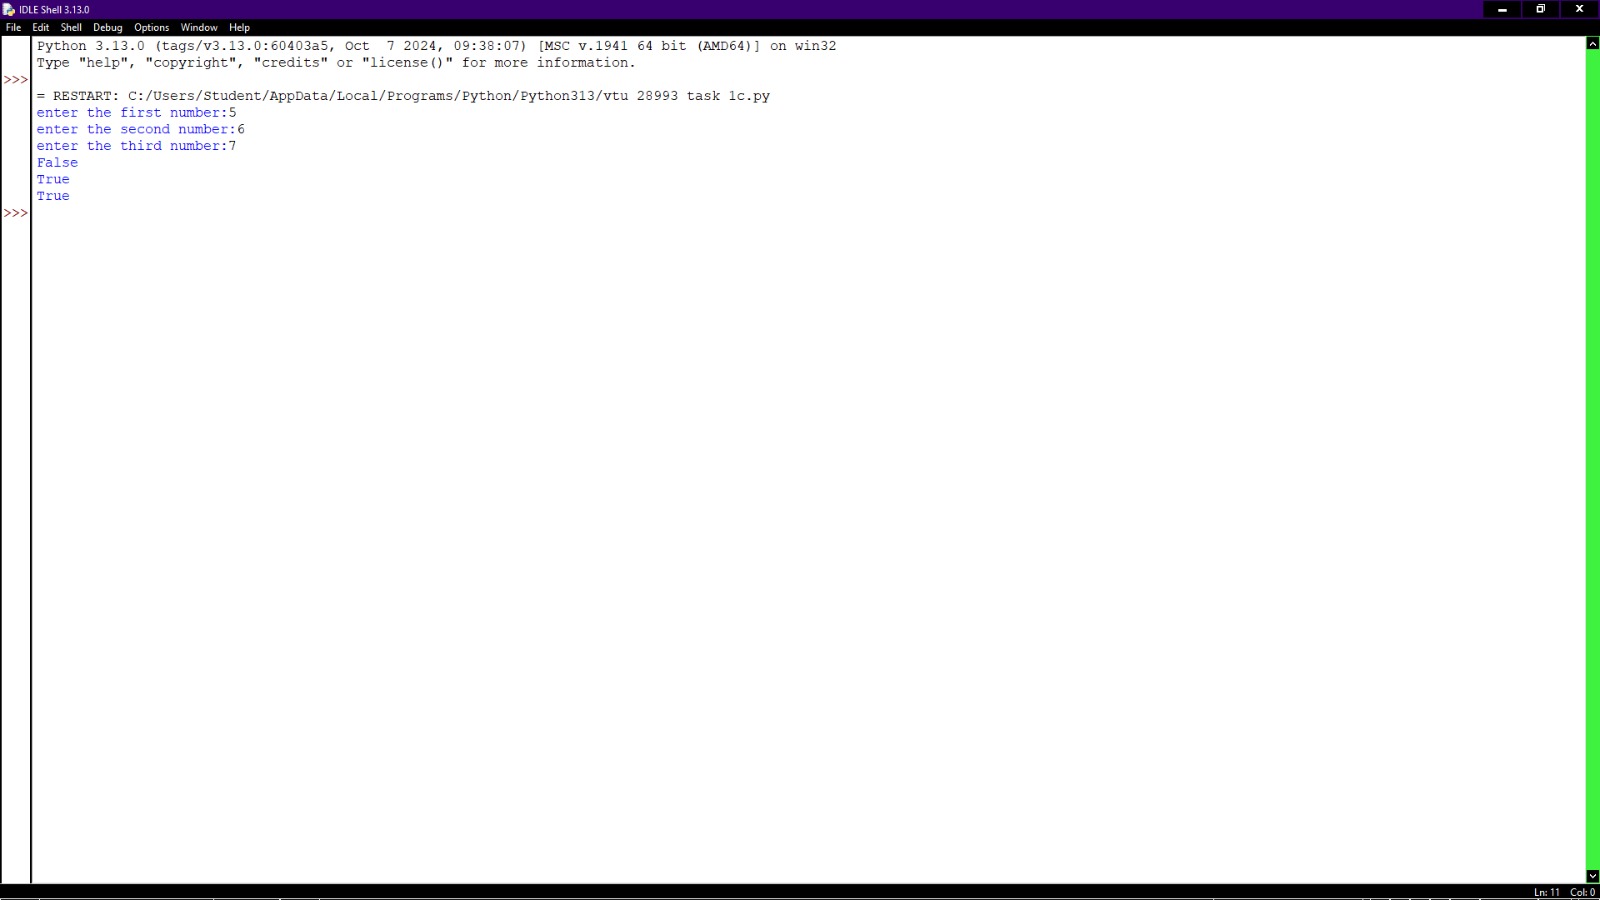 IDLE Shell 3.13.0
File Edit Shell Debug Options Window Help
Python 3.13.0 (tags/v3.13.0:60403a5, Oct  7 2024, 09:38:07) [MSC v.1941 64 bit (AMD64)] on win32
Type "help", "copyright", "credits" or "license()" for more information.
>>>
= RESTART: C:/Users/Student/AppData/Local/Programs/Python/Python313/vtu 28993 task 1c.py
enter the first number:5
enter the second number:6
enter the third number:7
False
True
True
>>>
Ln: 11 Col: 0